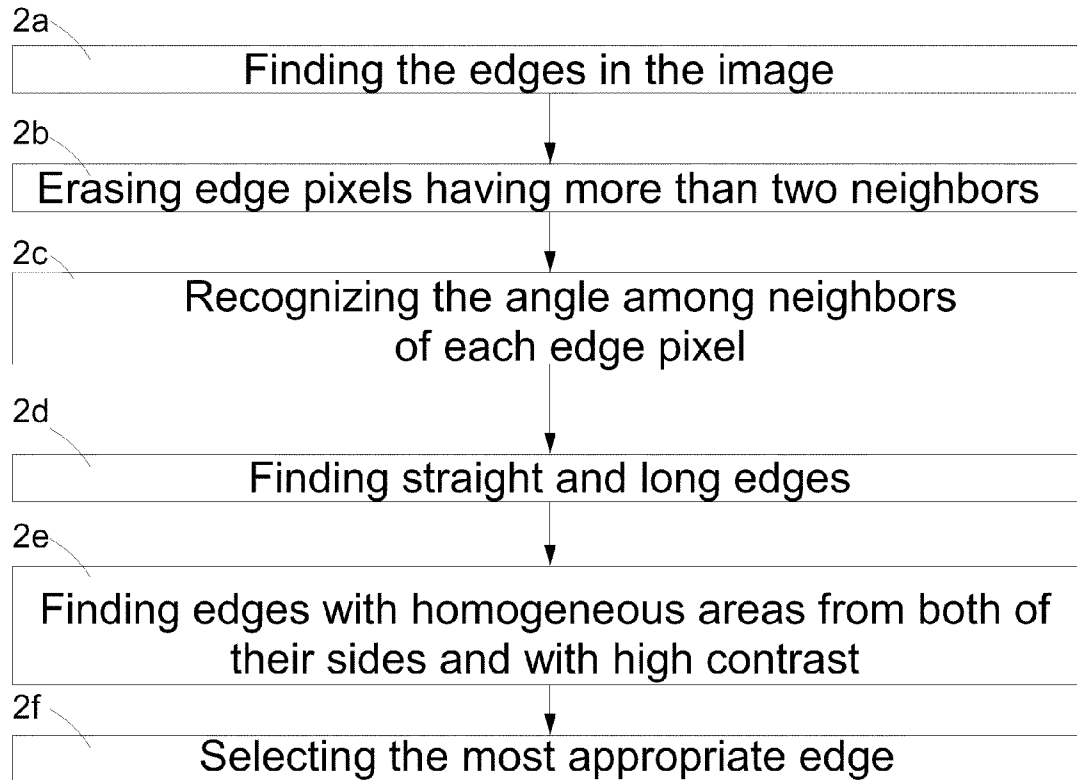 2a
Finding the edges in the image
2b
Erasing edge pixels having more than two neighbors
2c
Recognizing the angle among neighbors
of each edge pixel
2d
Finding straight and long edges
2e
Finding edges with homogeneous areas from both of
their sides and with high contrast
2f
Selecting the most appropriate edge